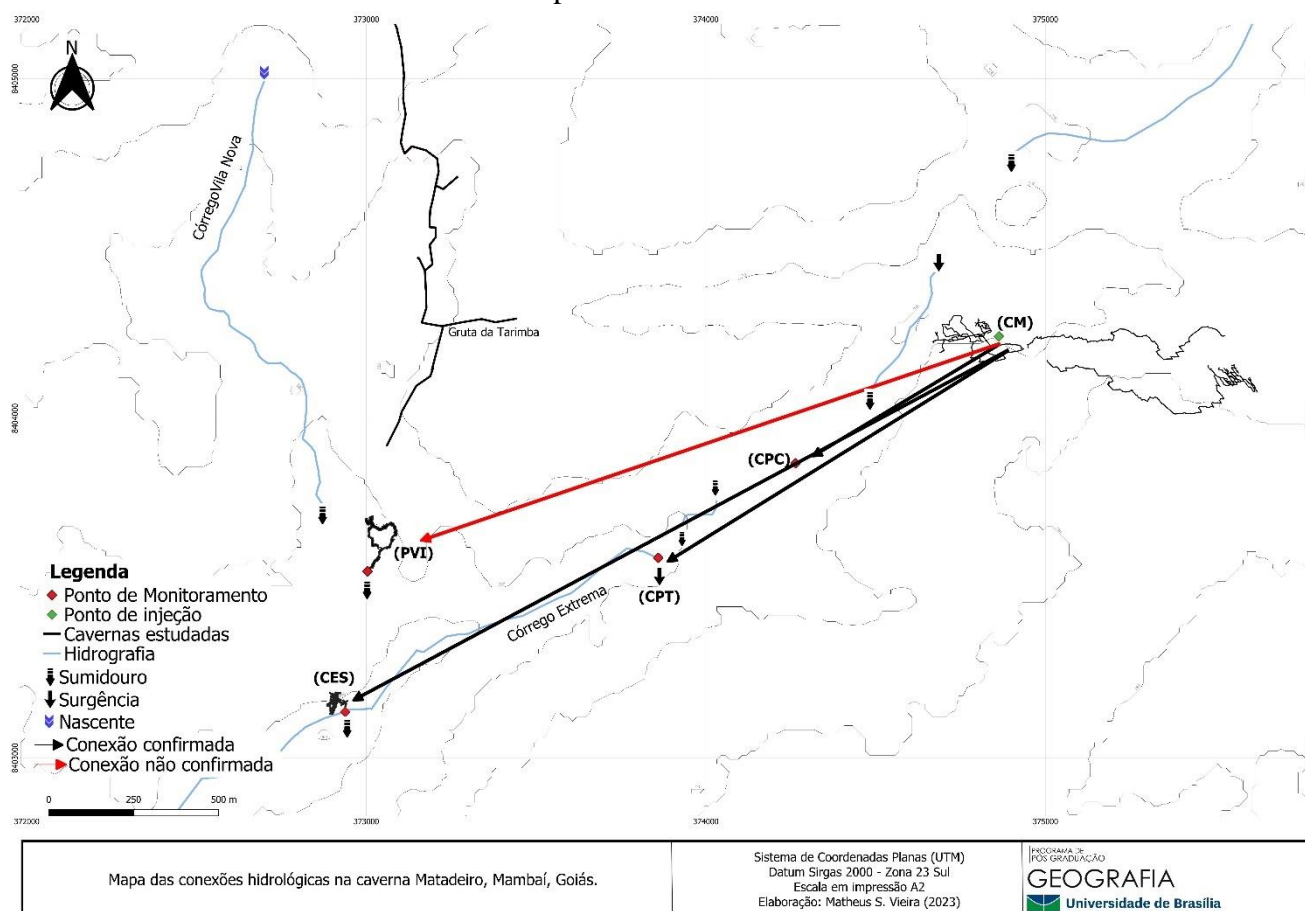 372000
373000
374000
375000
N
8405000
CórregoVila Nova
Gruta da Tarimba
(CM)
8404000
(CPC)
(PVI)
(CPT)
Córrego Extrema
(CES)
8403000
Legenda
Ponto de Monitoramento
Ponto de injeção
Cavernas estudadas
Hidrografia
Sumidouro
Surgência
Nascente
Conexão confirmada
Conexão não confirmada
0 250 500 m
372000
373000
374000
375000
Mapa das conexões hidrológicas na caverna Matadeiro, Mambaí, Goiás.
Sistema de Coordenadas Planas (UTM)
Datum Sirgas 2000 - Zona 23 Sul
Escala em impressão A2
Elaboração: Matheus S. Vieira (2023)
PROGRAMA DE
PÓS GRADUAÇÃO
GEOGRAFIA
Universidade de Brasília